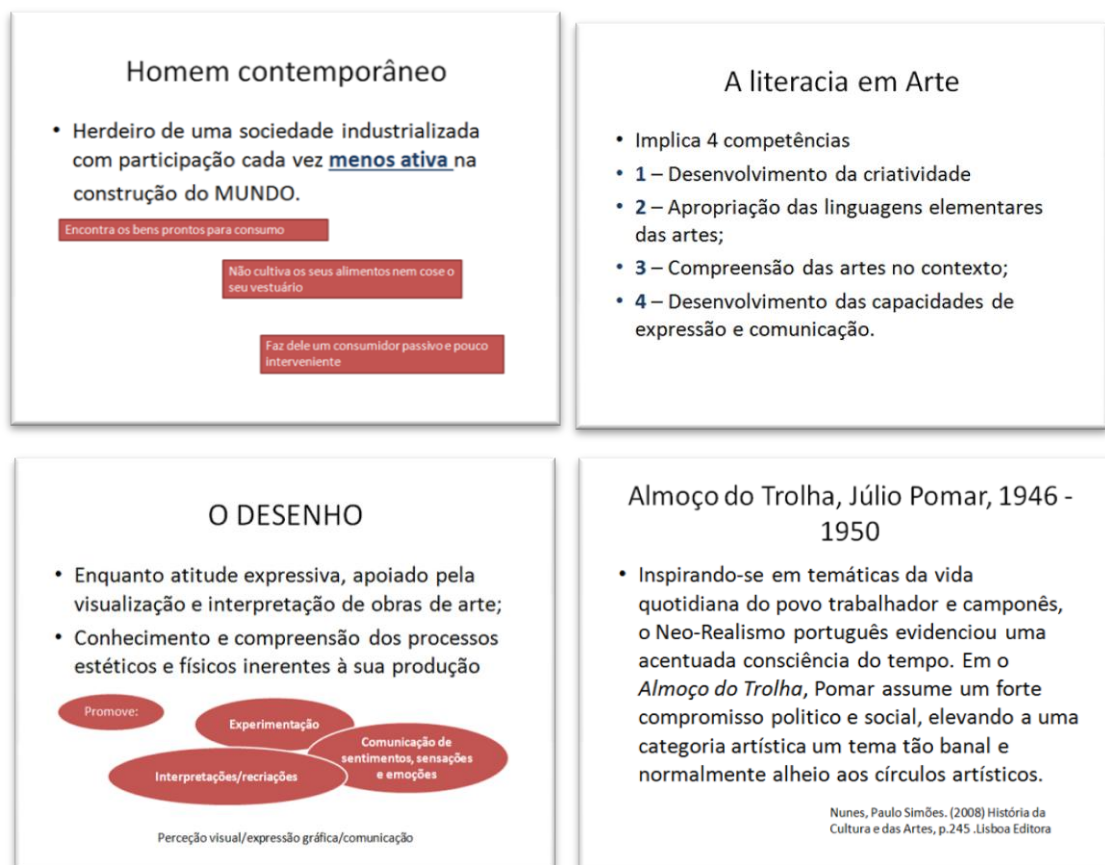 Homem contemporâneo
• Herdeiro de uma sociedade industrializada
com participação cada vez menos ativa na
construção do MUNDO.
Encontra os bens prontos para consumo
Não cultiva os seus alimentos nem cose o
seu vestuário
Faz dele um consumidor passivo e pouco
interveniente
A literacia em Arte
• Implica 4 competências
• 1 – Desenvolvimento da criatividade
• 2 – Apropriação das linguagens elementares
das artes;
• 3 – Compreensão das artes no contexto;
• 4 – Desenvolvimento das capacidades de
expressão e comunicação.
O DESENHO
• Enquanto atitude expressiva, apoiado pela
visualização e interpretação de obras de arte;
• Conhecimento e compreensão dos processos
estéticos e físicos inerentes à sua produção
Promove:
Experimentação
Comunicação de
sentimentos, sensações
e emoções
Interpretações/recriações
Perceção visual/expressão gráfica/comunicação
Almoço do Trolha, Júlio Pomar, 1946 -
1950
• Inspirando-se em temáticas da vida
quotidiana do povo trabalhador e camponês,
o Neo-Realismo português evidenciou uma
acentuada consciência do tempo. Em o
Almoço do Trolha, Pomar assume um forte
compromisso politico e social, elevando a uma
categoria artística um tema tão banal e
normalmente alheio aos círculos artísticos.
Nunes, Paulo Simões. (2008) História da
Cultura e das Artes, p.245 .Lisboa Editora